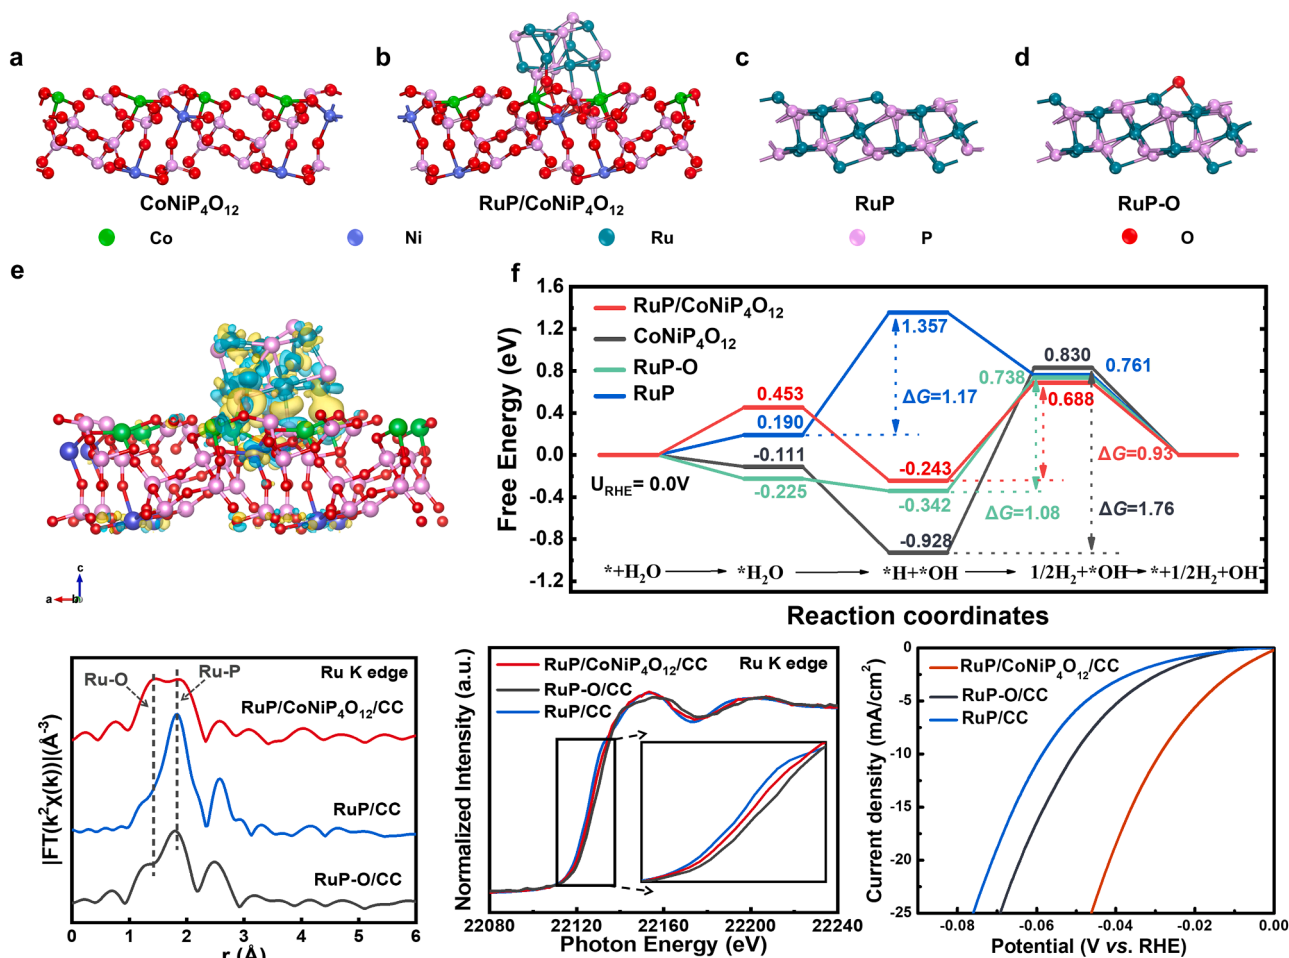 a
b
c
d
CoNiP₄O₁₂
RuP/CoNiP₄O₁₂
RuP
RuP-O
Co
Ni
Ru
P
O
e
c
a
b
f
Free Energy (eV)
1.6
1.2
0.8
0.4
0.0
-0.4
-0.8
-1.2
RuP/CoNiP₄O₁₂
CoNiP₄O₁₂
RuP-O
RuP
1.357
0.830
0.761
0.738
0.688
ΔG=1.17
0.453
0.190
-0.111
-0.225
-0.243
-0.342
-0.928
U_RHE= 0.0V
ΔG=0.93
ΔG=1.08
ΔG=1.76
*+H₂O
*H₂O
*H+*OH
1/2H₂+*OH
*+1/2H₂+OH⁻
Reaction coordinates
|FT(k²χ(k))|(Å⁻³)
Ru K edge
Ru-O
Ru-P
RuP/CoNiP₄O₁₂/CC
RuP/CC
RuP-O/CC
0 1 2 3 4 5 6
r (Å)
Normalized Intensity (a.u.)
RuP/CoNiP₄O₁₂/CC
RuP-O/CC
RuP/CC
Ru K edge
22080 22120 22160 22200 22240
Photon Energy (eV)
Current density (mA/cm²)
0
-5
-10
-15
-20
-25
RuP/CoNiP₄O₁₂/CC
RuP-O/CC
RuP/CC
-0.08 -0.06 -0.04 -0.02 0.00
Potential (V vs. RHE)